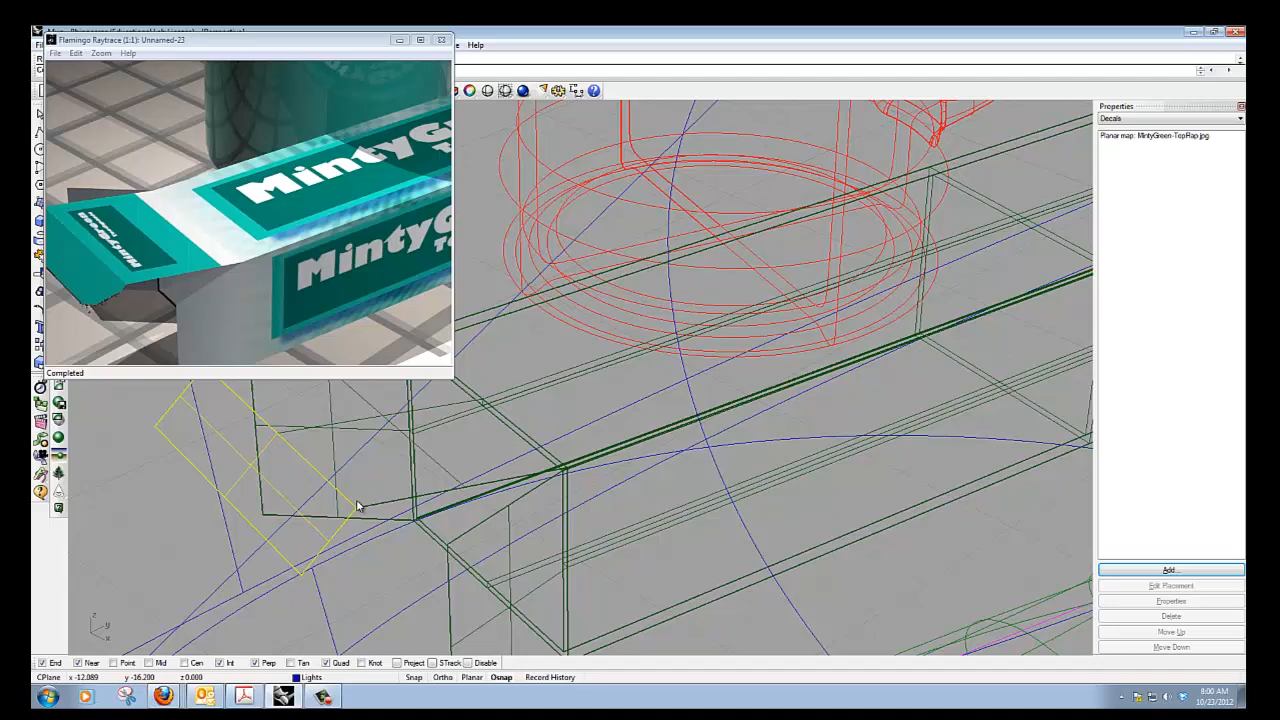 Flamingo Raytrace (1:1): Unnamed-23
File Edit Zoom Help
Help
MintyG
MintyG
MintyGreen
Completed
Properties
Decals
Planar map: MintyGreen-TopFlap.jpg
Add...
Edit Placement
Properties
Delete
Move Up
Move Down
z
y
x
End Near Point Mid Cen Int Perp Tan Quad Knot Project STrack Disable
CPlane x -12.089 y -16.200 z 0.000 Lights Snap Ortho Planar Osnap Record History
8:00 AM
10/23/2012